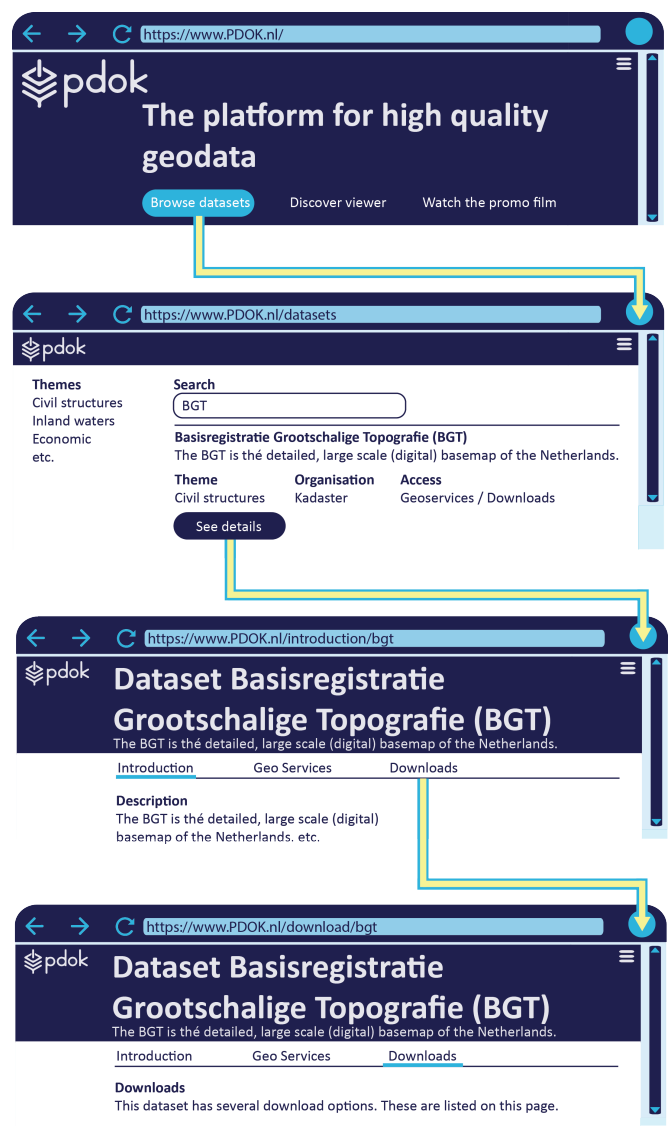 https://www.PDOK.nl/
pdok
The platform for high quality
geodata
Browse datasets Discover viewer Watch the promo film
https://www.PDOK.nl/datasets
pdok
Themes
Civil structures
Inland waters
Economic
etc.
Search
BGT
Basisregistratie Grootschalige Topografie (BGT)
The BGT is thé detailed, large scale (digital) basemap of the Netherlands.
Theme Organisation Access
Civil structures Kadaster Geoservices / Downloads
See details
https://www.PDOK.nl/introduction/bgt
pdok
Dataset Basisregistratie
Grootschalige Topografie (BGT)
The BGT is thé detailed, large scale (digital) basemap of the Netherlands.
Introduction Geo Services Downloads
Description
The BGT is thé detailed, large scale (digital)
basemap of the Netherlands. etc.
https://www.PDOK.nl/download/bgt
pdok
Dataset Basisregistratie
Grootschalige Topografie (BGT)
The BGT is thé detailed, large scale (digital) basemap of the Netherlands.
Introduction Geo Services Downloads
Downloads
This dataset has several download options. These are listed on this page.